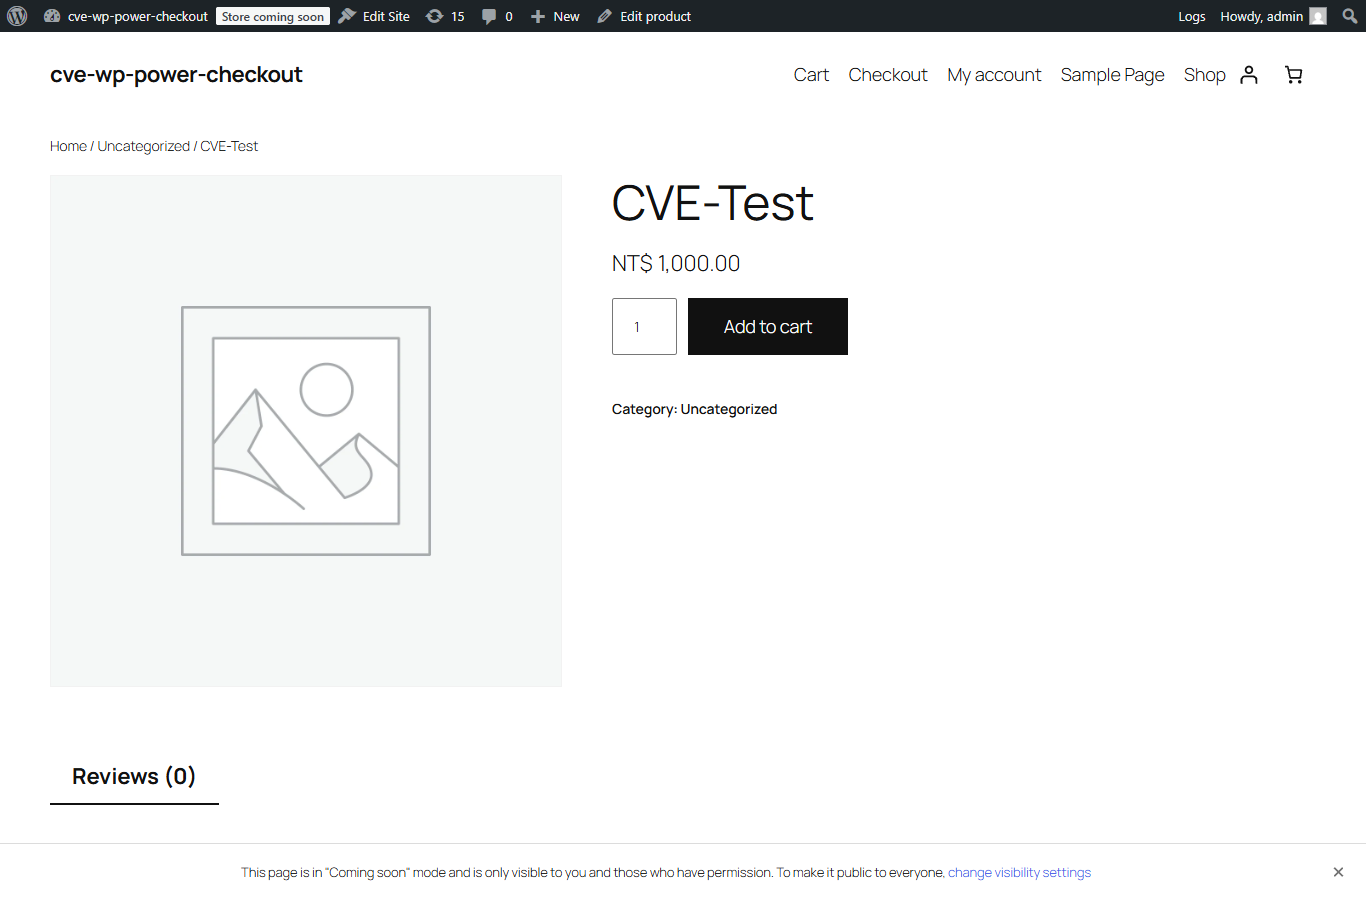 cve-wp-power-checkout Store coming soon Edit Site 15 0 New Edit product Logs Howdy, admin
cve-wp-power-checkout Cart Checkout My account Sample Page Shop
Home / Uncategorized / CVE-Test
CVE-Test
NT$ 1,000.00
1 Add to cart
Category: Uncategorized
Reviews (0)
This page is in "Coming soon" mode and is only visible to you and those who have permission. To make it public to everyone, change visibility settings